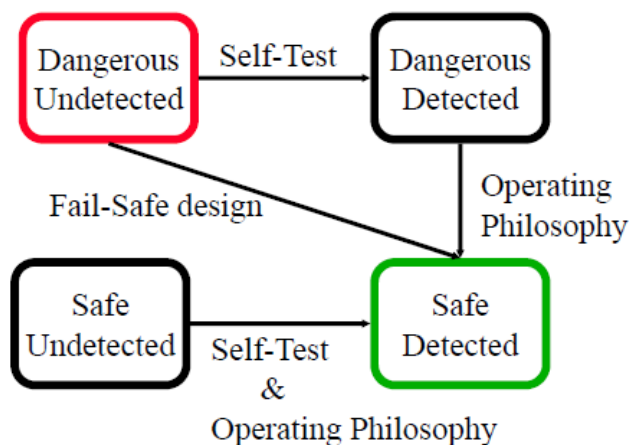 Dangerous
Undetected
Self-Test
Dangerous
Detected
Fail-Safe design
Operating
Philosophy
Safe
Undetected
Self-Test
&
Operating Philosophy
Safe
Detected